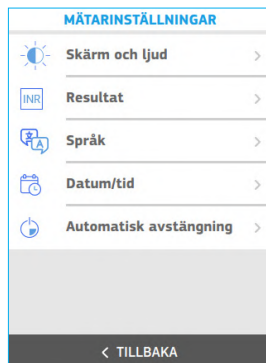 MÄTARINSTÄLLNINGAR
Skärm och ljud
INR
Resultat
A
Språk
Datum/tid
Automatisk avstängning
TILLBAKA